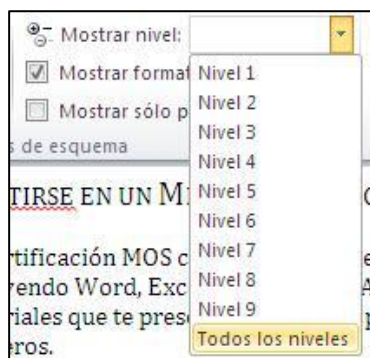 Mostrar nivel:
Mostrar format
Mostrar sólo p
s de esquema
Nivel 1
Nivel 2
Nivel 3
Nivel 4
Nivel 5
Nivel 6
Nivel 7
Nivel 8
Nivel 9
Todos los niveles
TIRSE EN UN M
rtificación MOS c
yendo Word, Exc
riales que te prese
eros.